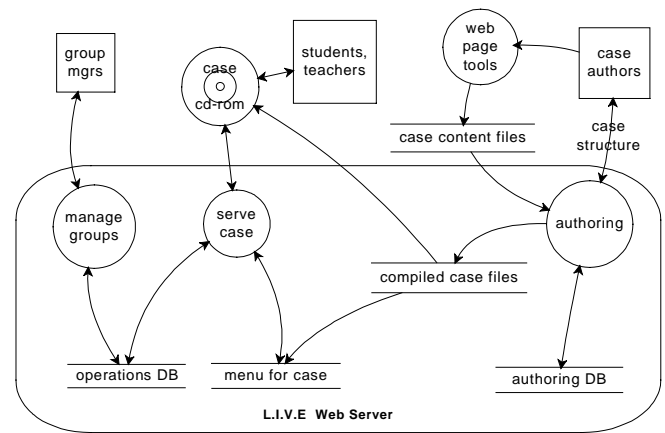 group
mgrs
case
cd-rom
students,
teachers
web
page
tools
case
authors
case content files
case
structure
manage
groups
serve
case
authoring
compiled case files
operations DB
menu for case
authoring DB
L.I.V.E Web Server